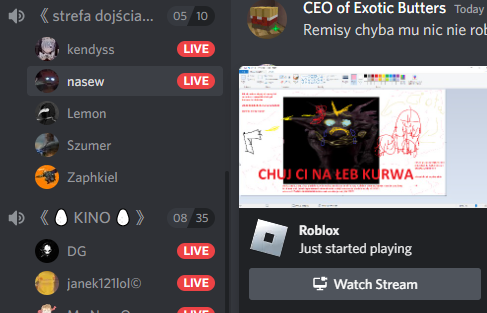 《 strefa dojścia...
05 10
kendyss
LIVE
nasew
LIVE
Lemon
Szumer
Zaphkiel
《 KINO 》
08 35
DG
LIVE
janek121lol©
LIVE
LIVE
CEO of Exotic Butters Today
Remisy chyba mu nic nie rob
CHUJ CI NA ŁEB KURWA
Roblox
Just started playing
Watch Stream